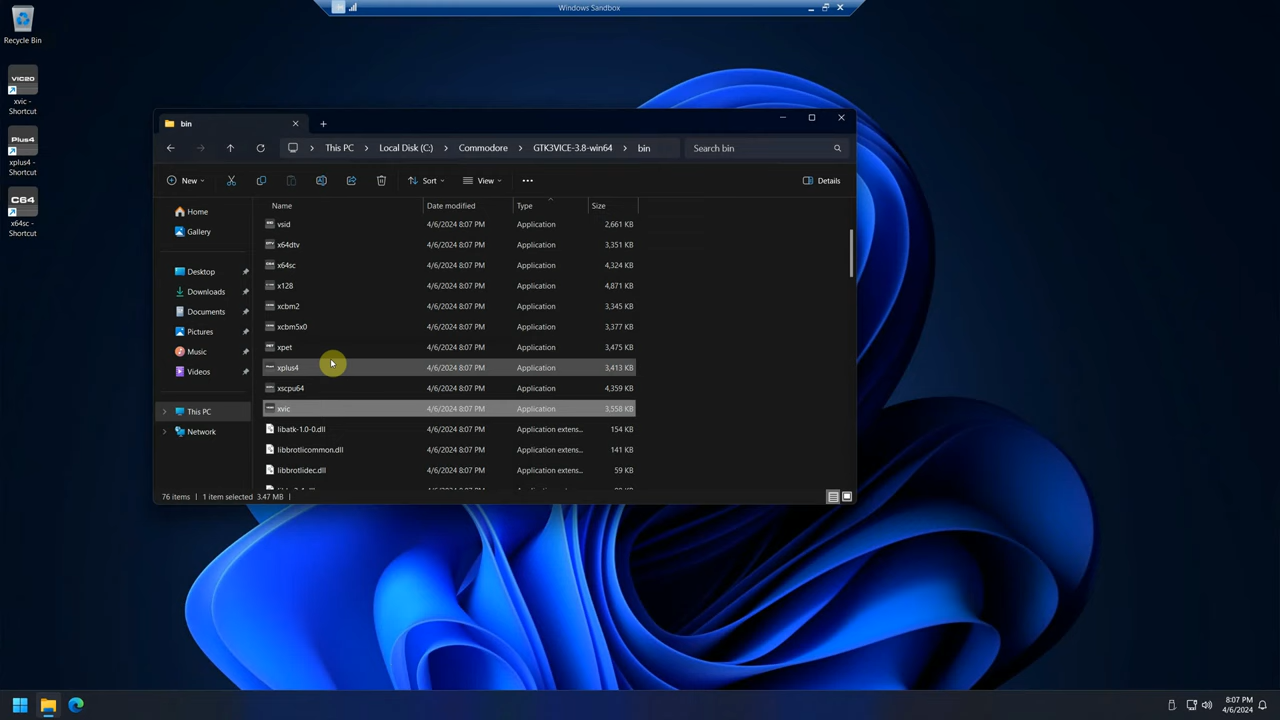 Windows Sandbox
Recycle Bin
VIC20
xvic -
Shortcut
Plus4
xplus4 -
Shortcut
C64
x64sc -
Shortcut
bin
This PC > Local Disk (C:) > Commodore > GTK3VICE-3.8-win64 > bin
Search bin
New Sort View ... Details
Name Date modified Type Size
Home
Gallery
Desktop
Downloads
Documents
Pictures
Music
Videos
This PC
Network
vsid 4/6/2024 8:07 PM Application 2,661 KB
x64dtv 4/6/2024 8:07 PM Application 3,351 KB
x64sc 4/6/2024 8:07 PM Application 4,324 KB
x128 4/6/2024 8:07 PM Application 4,871 KB
xcbm2 4/6/2024 8:07 PM Application 3,345 KB
xcbm5x0 4/6/2024 8:07 PM Application 3,377 KB
xpet 4/6/2024 8:07 PM Application 3,475 KB
xplus4 4/6/2024 8:07 PM Application 3,413 KB
xscpu64 4/6/2024 8:07 PM Application 4,359 KB
xvic 4/6/2024 8:07 PM Application 3,558 KB
libatk-1.0-0.dll 4/6/2024 8:07 PM Application extens... 154 KB
libbrotlicommon.dll 4/6/2024 8:07 PM Application extens... 141 KB
libbrotlidec.dll 4/6/2024 8:07 PM Application extens... 59 KB
76 items 1 item selected 3.47 MB
8:07 PM
4/6/2024